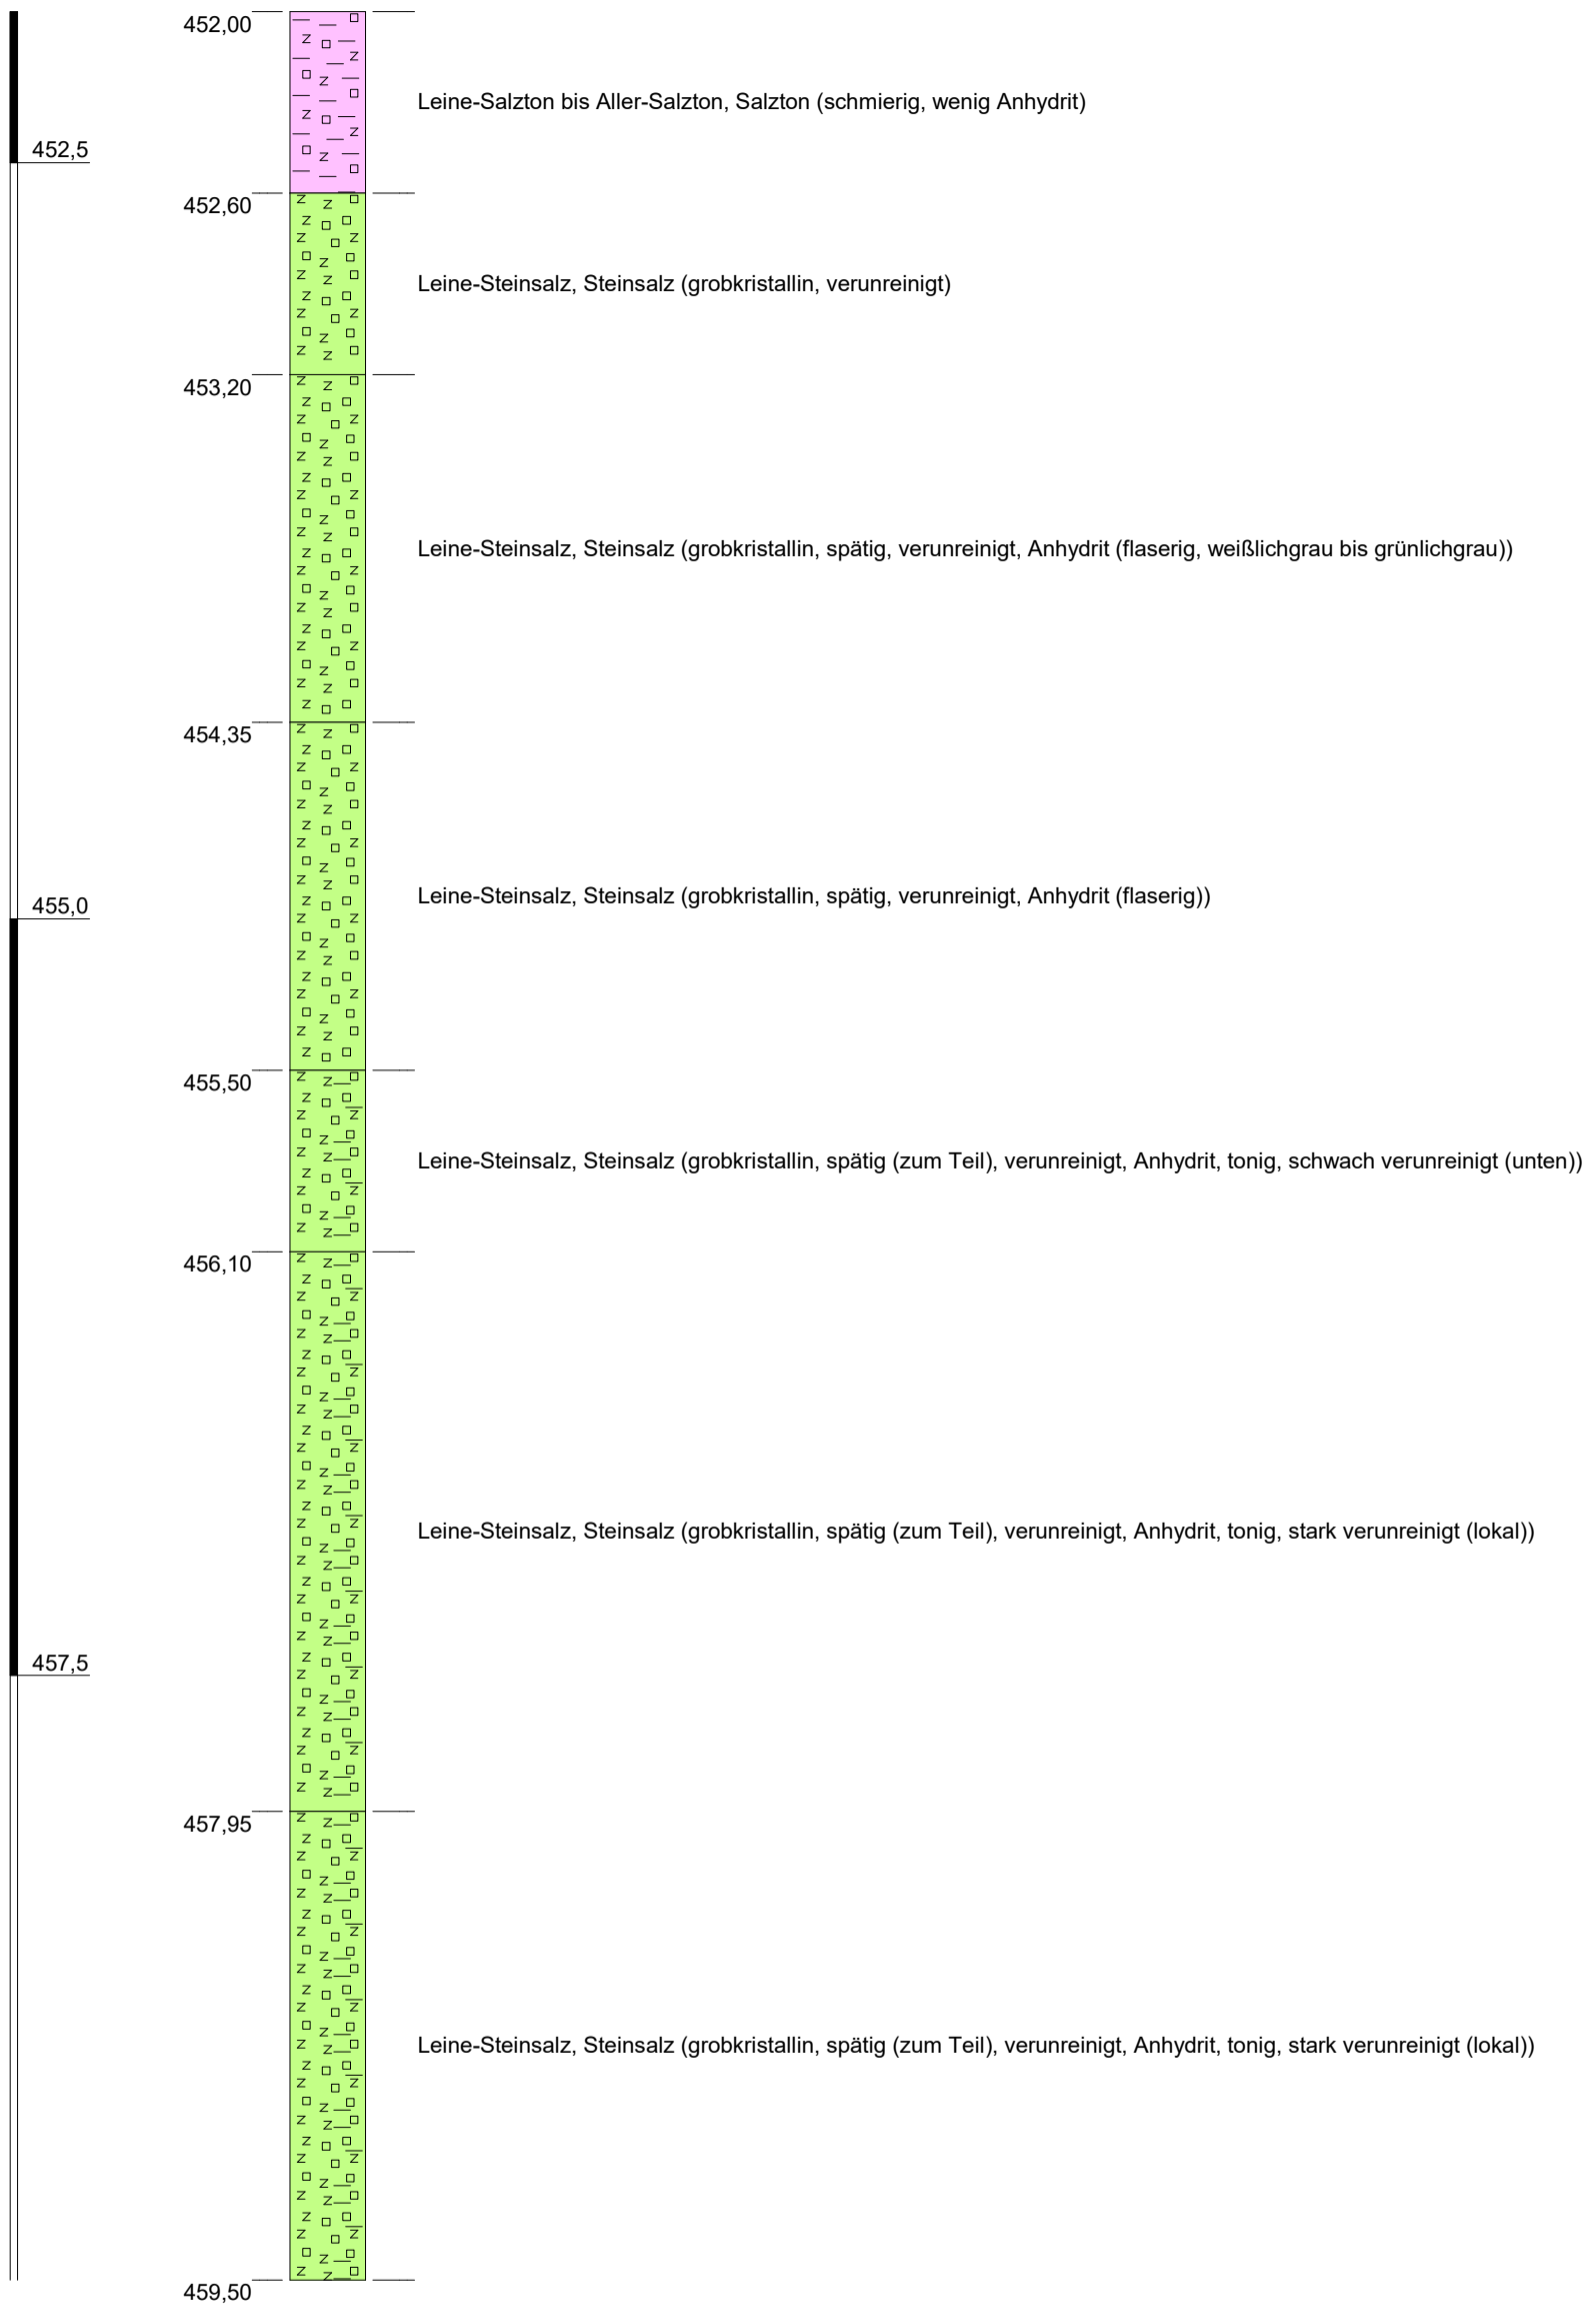 452,00
Leine-Salzton bis Aller-Salzton, Salzton (schmierig, wenig Anhydrit)
452,5
452,60
Leine-Steinsalz, Steinsalz (grobkristallin, verunreinigt)
453,20
Leine-Steinsalz, Steinsalz (grobkristallin, spätig, verunreinigt, Anhydrit (flaserig, weißlichgrau bis grünlichgrau))
454,35
Leine-Steinsalz, Steinsalz (grobkristallin, spätig, verunreinigt, Anhydrit (flaserig))
455,0
455,50
Leine-Steinsalz, Steinsalz (grobkristallin, spätig (zum Teil), verunreinigt, Anhydrit, tonig, schwach verunreinigt (unten))
456,10
Leine-Steinsalz, Steinsalz (grobkristallin, spätig (zum Teil), verunreinigt, Anhydrit, tonig, stark verunreinigt (lokal))
457,5
457,95
Leine-Steinsalz, Steinsalz (grobkristallin, spätig (zum Teil), verunreinigt, Anhydrit, tonig, stark verunreinigt (lokal))
459,50